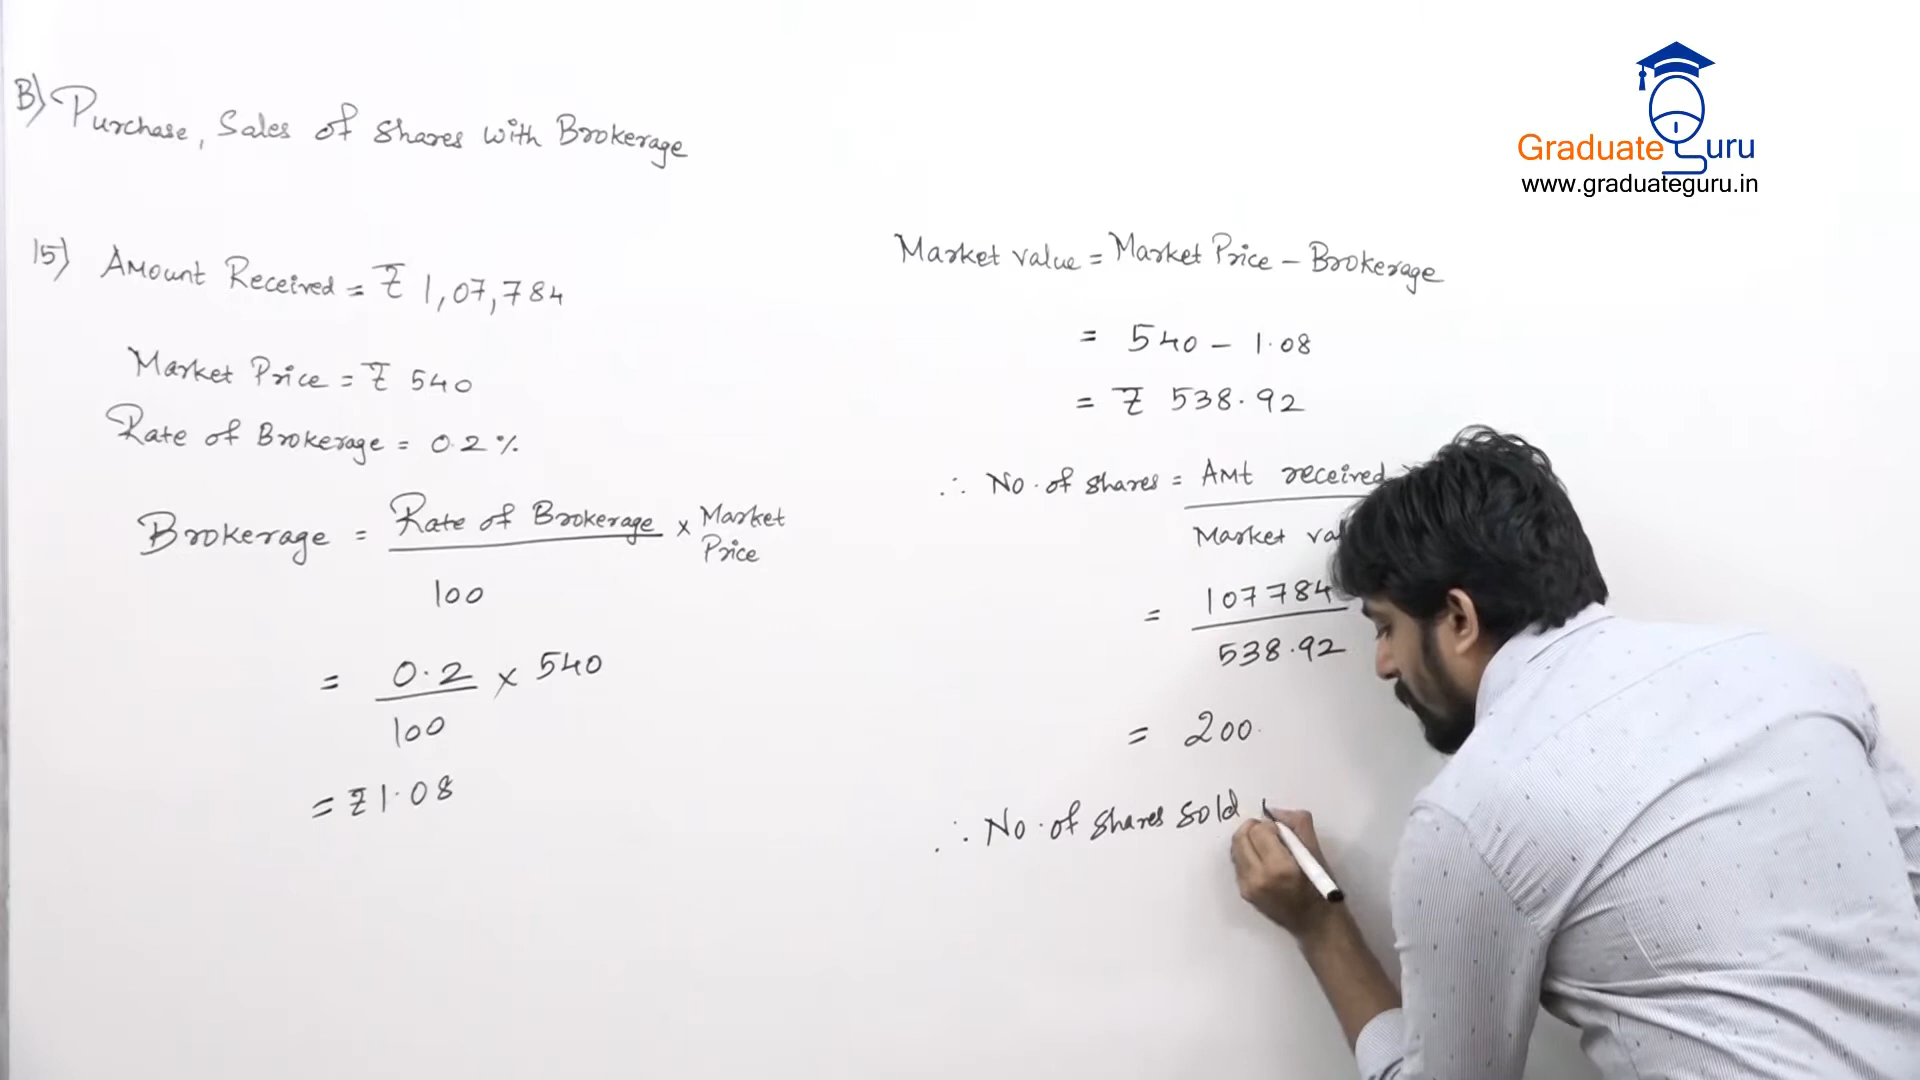 B) Purchase, Sales of shares with Brokerage
15) Amount Received = ₹ 1,07,784
Market Price = ₹ 540
Rate of Brokerage = 0.2 %
Brokerage = Rate of Brokerage × Market Price
100
= 0.2 × 540
100
= ₹ 1.08
Graduate Guru
www.graduateguru.in
Market value = Market Price - Brokerage
= 540 - 1.08
= ₹ 538.92
∴ No. of shares = Amt received
Market
= 107784
538.92
= 200.
∴ No. of shares sold